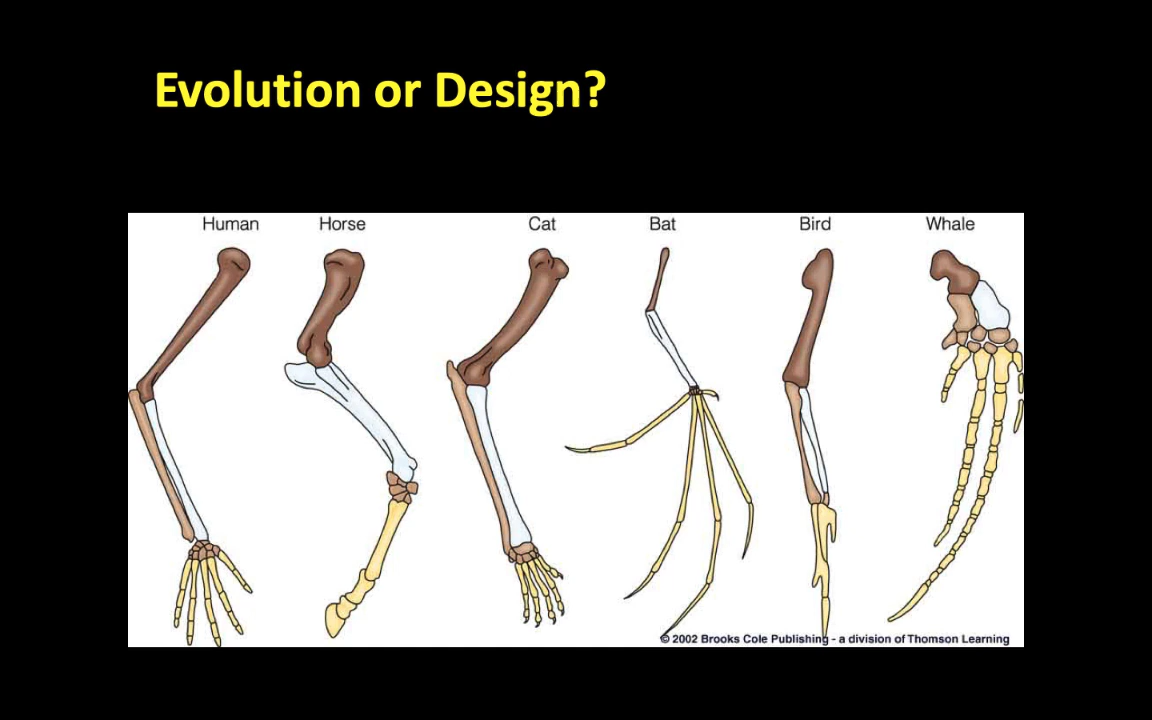 Evolution or Design?
Human Horse Cat Bat Bird Whale
© 2002 Brooks Cole Publishing - a division of Thomson Learning